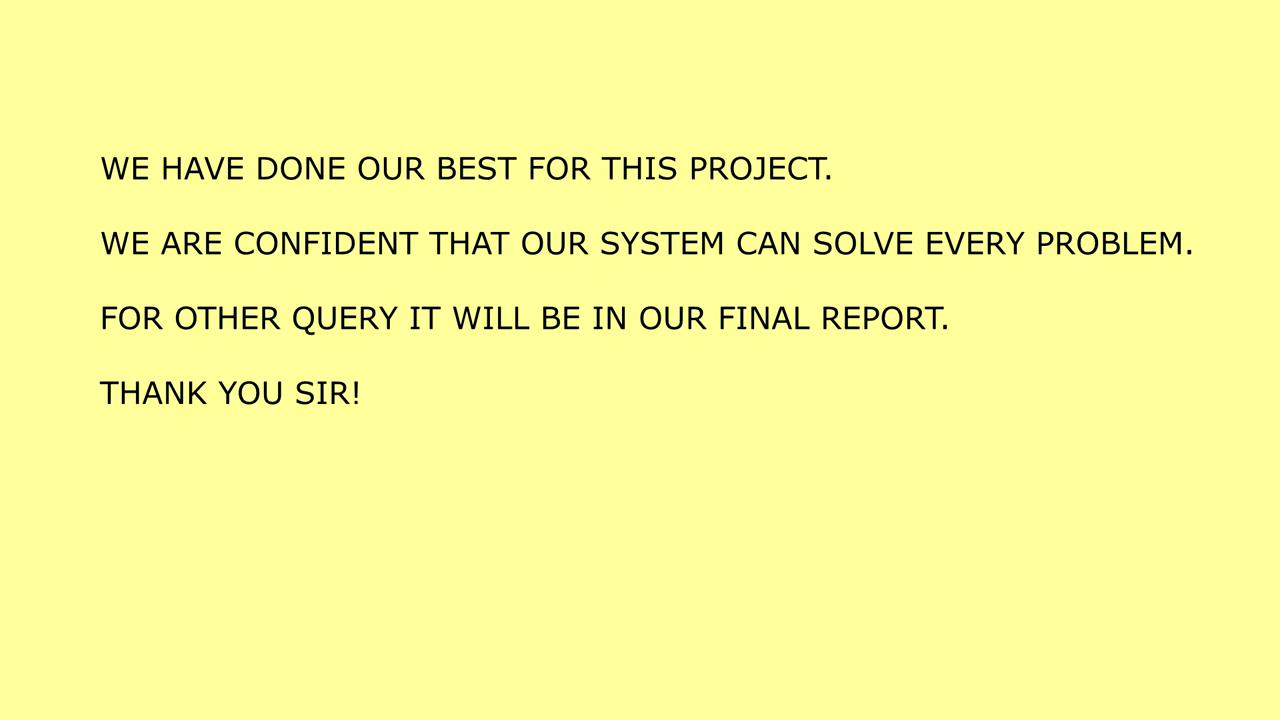 WE HAVE DONE OUR BEST FOR THIS PROJECT.
WE ARE CONFIDENT THAT OUR SYSTEM CAN SOLVE EVERY PROBLEM.
FOR OTHER QUERY IT WILL BE IN OUR FINAL REPORT.
THANK YOU SIR!